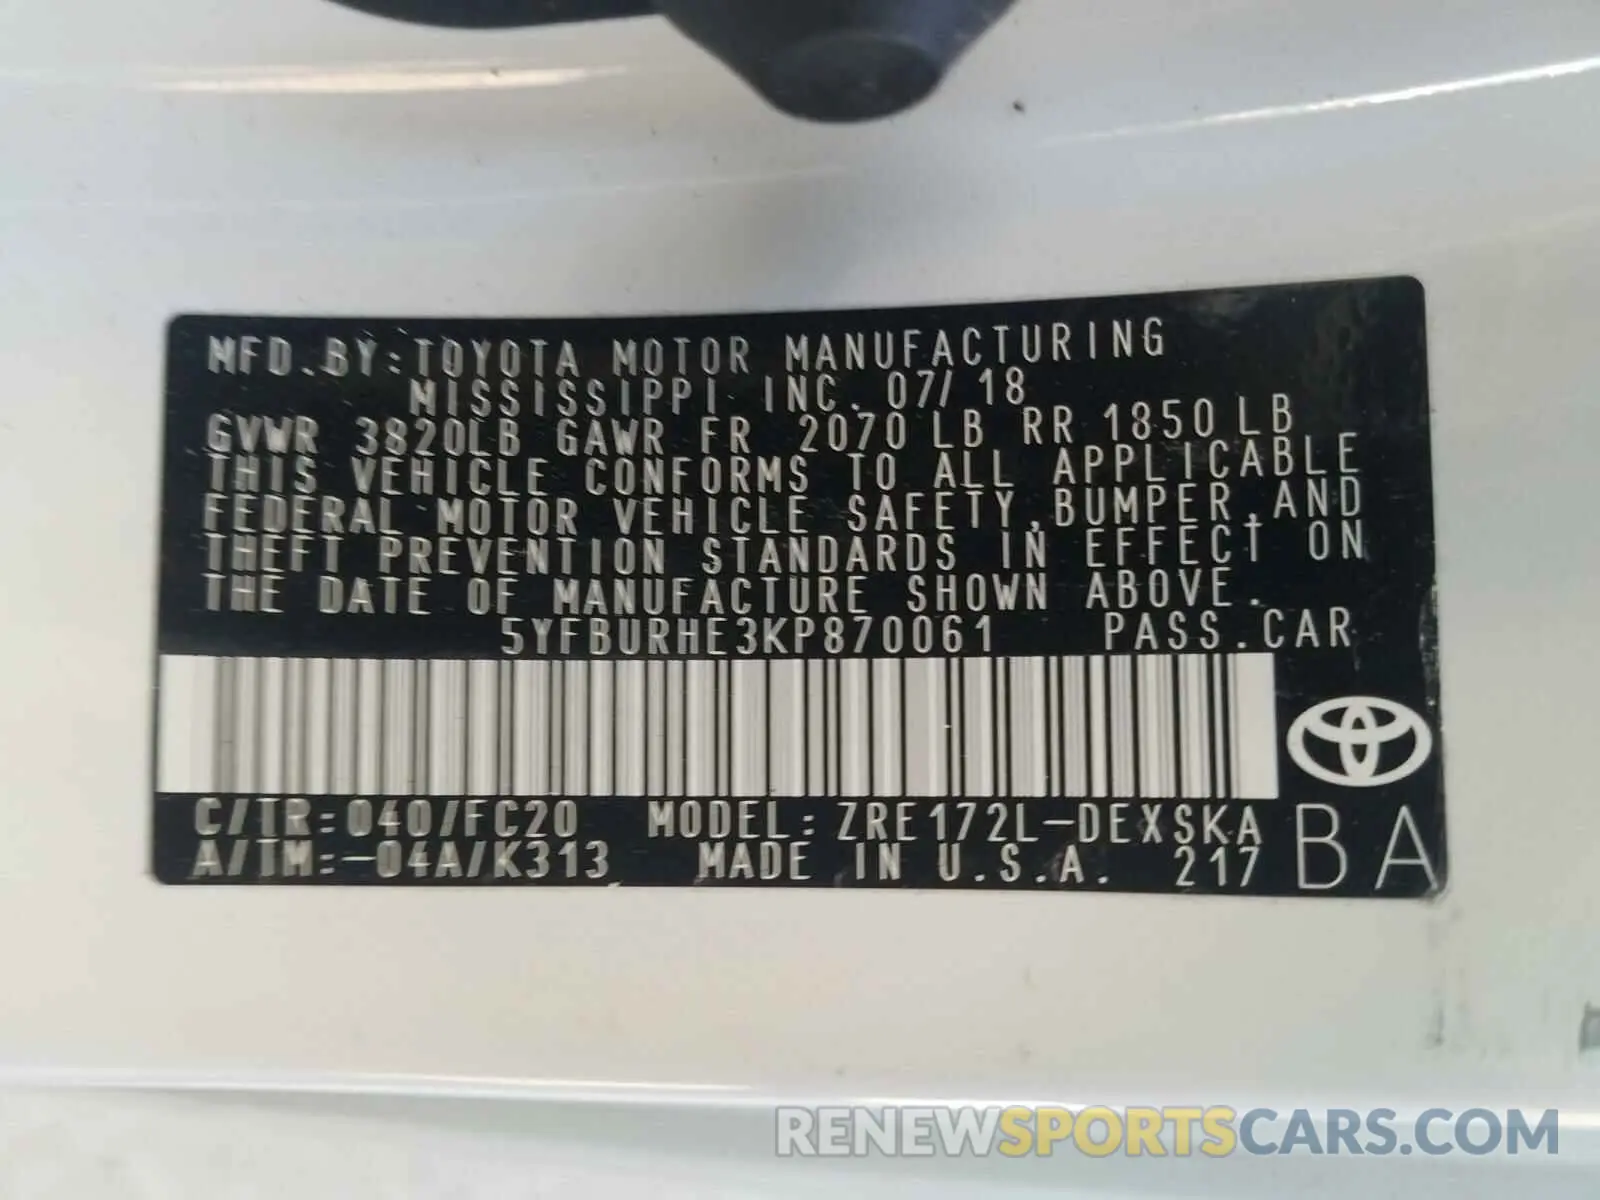 MFD.BY:TOYOTA MOTOR MANUFACTURING
MISSISSIPPI INC. 07/18
GVWR 3820LB GAWR FR 2070LB RR 1850LB
THIS VEHICLE CONFORMS TO ALL APPLICABLE
FEDERAL MOTOR VEHICLE SAFETY,BUMPER,AND
THEFT PREVENTION STANDARDS IN EFFECT ON
THE DATE OF MANUFACTURE SHOWN ABOVE.
5YFBURHE3KP870061 PASS.CAR
C/TR:040/FC20 MODEL:ZRE172L-DEXSKA
A/TM:-04A/K313 MADE IN U.S.A. 217
BA
RENEWSPORTSCARS.COM